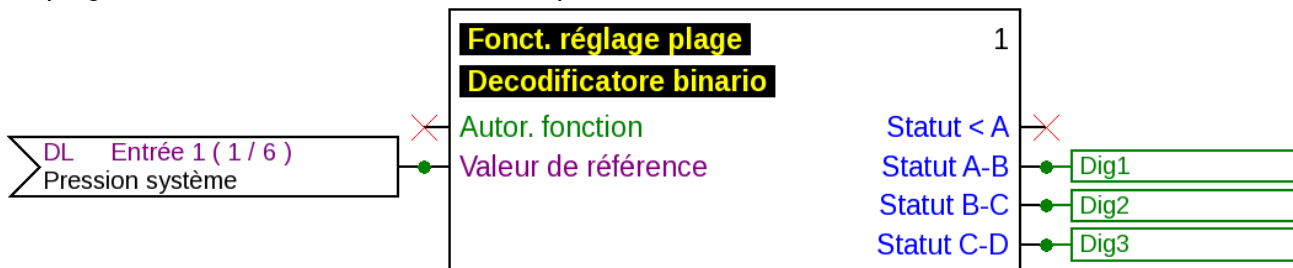 Fonct. réglage plage 1
Decodificatore binario
Autor. fonction Statut < A
DL Entrée 1 ( 1 / 6 )
Pression système
Valeur de référence Statut A-B Dig1
Statut B-C Dig2
Statut C-D Dig3